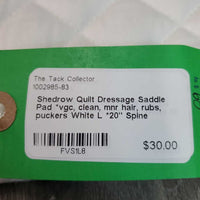 The Tack Collector
1002985-83
Shedrow Quilt Dressage Saddle
Pad *vgc, clean, mnr hair, rubs,
puckers White L *20" Spine
$30.00
FVS1L8